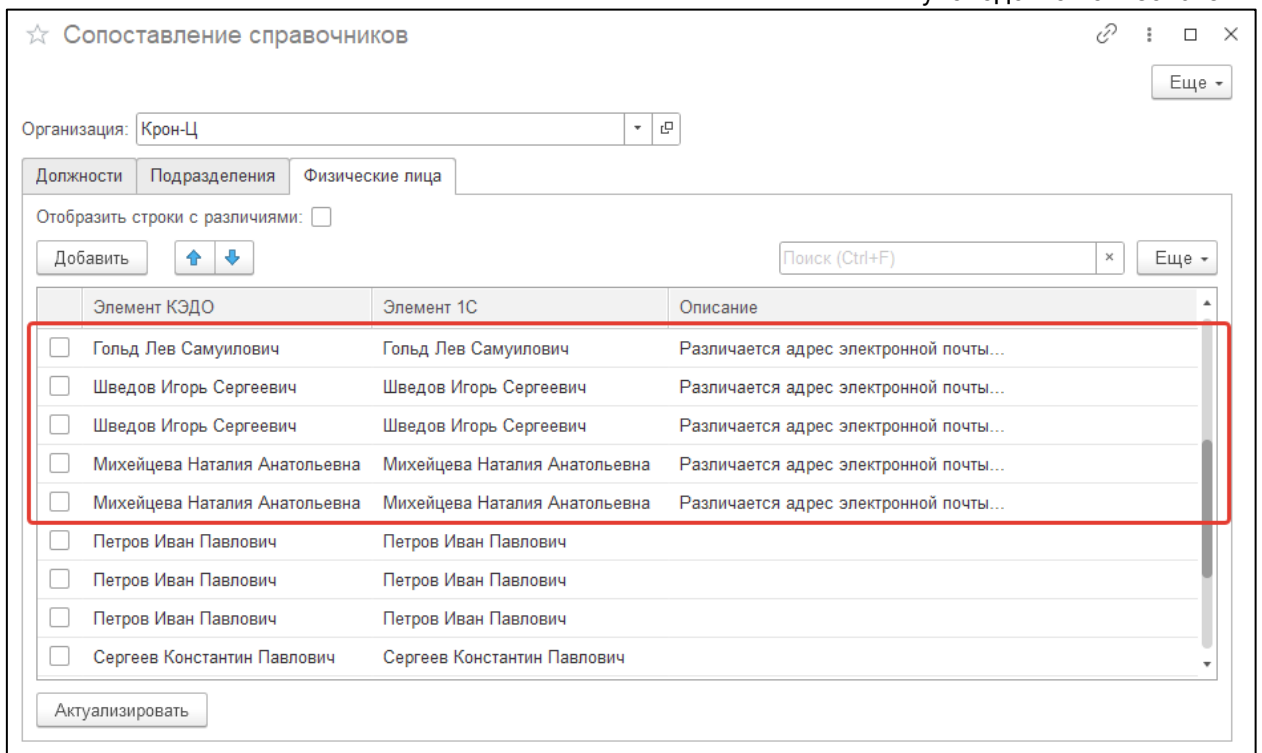 Сопоставление справочников
Еще
Организация: Крон-Ц
Должности Подразделения Физические лица
Отобразить строки с различиями:
Добавить Поиск (Ctrl+F) × Еще
Элемент КЭДО Элемент 1С Описание
Гольд Лев Самуилович Гольд Лев Самуилович Различается адрес электронной почты...
Шведов Игорь Сергеевич Шведов Игорь Сергеевич Различается адрес электронной почты...
Шведов Игорь Сергеевич Шведов Игорь Сергеевич Различается адрес электронной почты...
Михейцева Наталия Анатольевна Михейцева Наталия Анатольевна Различается адрес электронной почты...
Михейцева Наталия Анатольевна Михейцева Наталия Анатольевна Различается адрес электронной почты...
Петров Иван Павлович Петров Иван Павлович
Петров Иван Павлович Петров Иван Павлович
Петров Иван Павлович Петров Иван Павлович
Сергеев Константин Павлович Сергеев Константин Павлович
Актуализировать